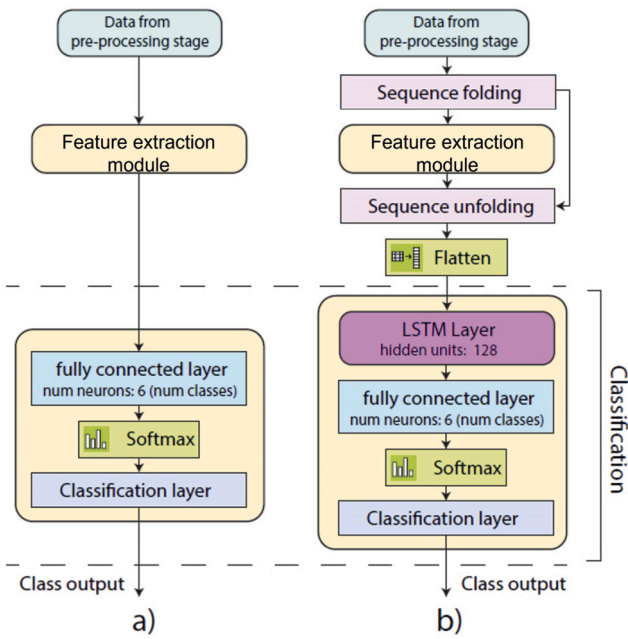 Data from
pre-processing stage
Feature extraction
module
fully connected layer
num neurons: 6 (num classes)
Softmax
Classification layer
Class output
a)
Data from
pre-processing stage
Sequence folding
Feature extraction
module
Sequence unfolding
Flatten
LSTM Layer
hidden units: 128
fully connected layer
num neurons: 6 (num classes)
Softmax
Classification layer
Class output
b)
Classification